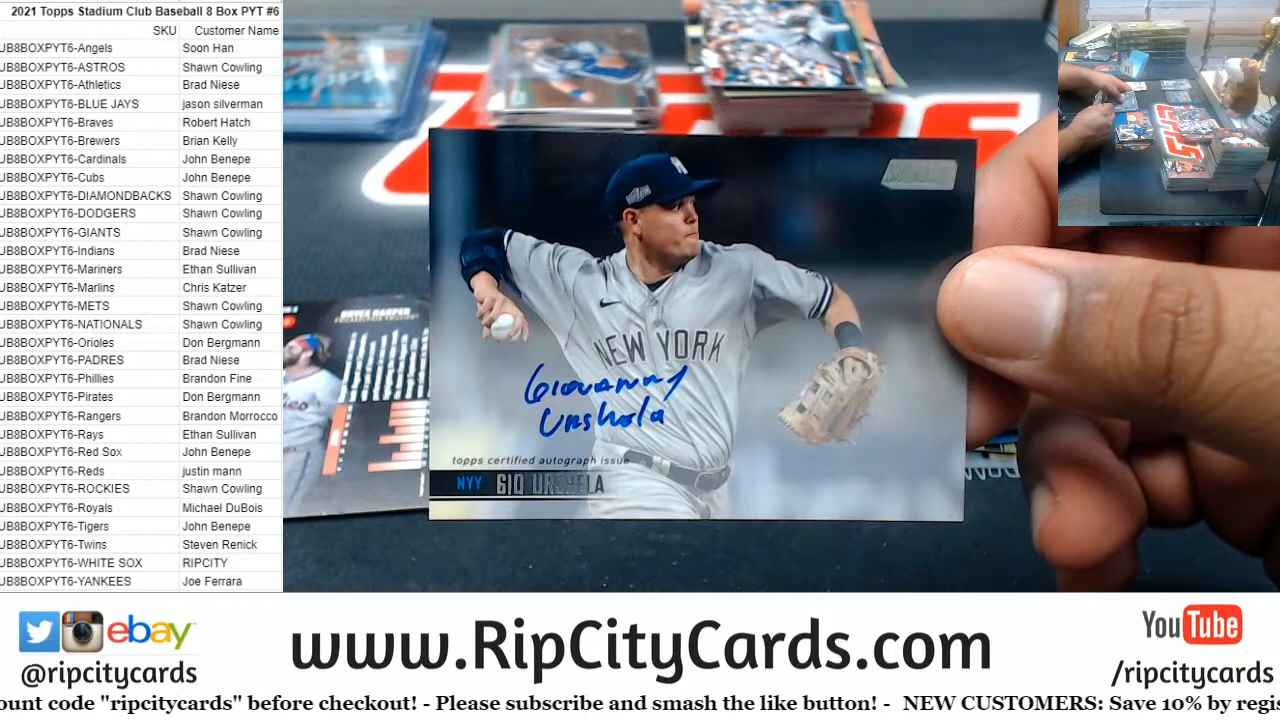 2021 Topps Stadium Club Baseball 8 Box PYT #6
SKU Customer Name
UB8BOXPYT6-Angels Soon Han
UB8BOXPYT6-ASTROS Shawn Cowling
UB8BOXPYT6-Athletics Brad Niese
UB8BOXPYT6-BLUE JAYS jason silverman
UB8BOXPYT6-Braves Robert Hatch
UB8BOXPYT6-Brewers Brian Kelly
UB8BOXPYT6-Cardinals John Benepe
UB8BOXPYT6-Cubs John Benepe
UB8BOXPYT6-DIAMONDBACKS Shawn Cowling
UB8BOXPYT6-DODGERS Shawn Cowling
UB8BOXPYT6-GIANTS Shawn Cowling
UB8BOXPYT6-Indians Brad Niese
UB8BOXPYT6-Mariners Ethan Sullivan
UB8BOXPYT6-Marlins Chris Katzer
UB8BOXPYT6-METS Shawn Cowling
UB8BOXPYT6-NATIONALS Shawn Cowling
UB8BOXPYT6-Orioles Don Bergmann
UB8BOXPYT6-PADRES Brad Niese
UB8BOXPYT6-Phillies Brandon Fine
UB8BOXPYT6-Pirates Don Bergmann
UB8BOXPYT6-Rangers Brandon Morrocco
UB8BOXPYT6-Rays Ethan Sullivan
UB8BOXPYT6-Red Sox John Benepe
UB8BOXPYT6-Reds justin mann
UB8BOXPYT6-ROCKIES Shawn Cowling
UB8BOXPYT6-Royals Michael DuBois
UB8BOXPYT6-Tigers John Benepe
UB8BOXPYT6-Twins Steven Renick
UB8BOXPYT6-WHITE SOX RIPCITY
UB8BOXPYT6-YANKEES Joe Ferrara
BRYCE HARPER
PHILADELPHIA PHILLIES
NEW YORK
Giovanny
Urshela
topps certified autograph issue
NYY GIO URSHELA
ebay
@ripcitycards
www.RipCityCards.com
YouTube
/ripcitycards
ount code "ripcitycards" before checkout! - Please subscribe and smash the like button! - NEW CUSTOMERS: Save 10% by regis